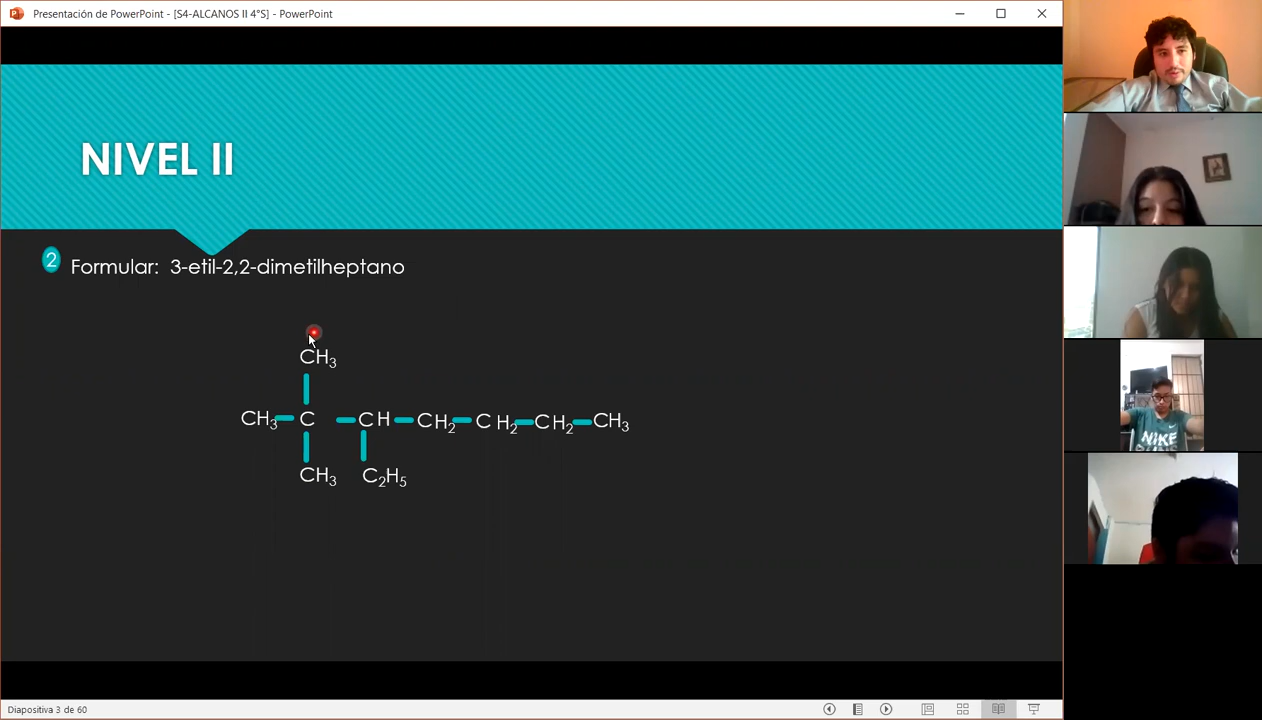 Presentación de PowerPoint - [S4-ALCANOS II 4°S] - PowerPoint
NIVEL II
2 Formular: 3-etil-2,2-dimetilheptano
CH3
CH3 C CH CH2 C H2 CH2 CH3
CH3 C2H5
NIKE
Diapositiva 3 de 60